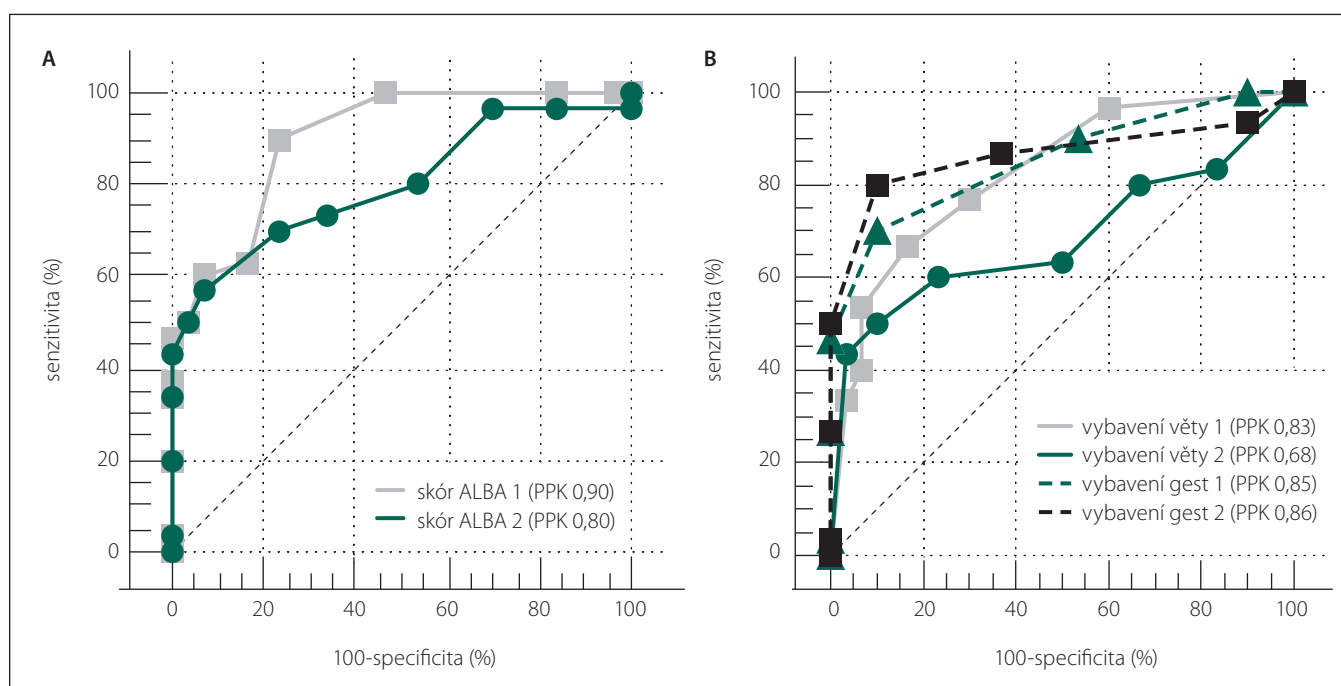 A
100
80
60
40
20
0
senzitivita (%)
0 20 40 60 80 100
100-specificita (%)
skór ALBA 1 (PPK 0,90)
skór ALBA 2 (PPK 0,80)
B
100
80
60
40
20
0
senzitivita (%)
0 20 40 60 80 100
100-specificita (%)
vybavení věty 1 (PPK 0,83)
vybavení věty 2 (PPK 0,68)
vybavení gest 1 (PPK 0,85)
vybavení gest 2 (PPK 0,86)